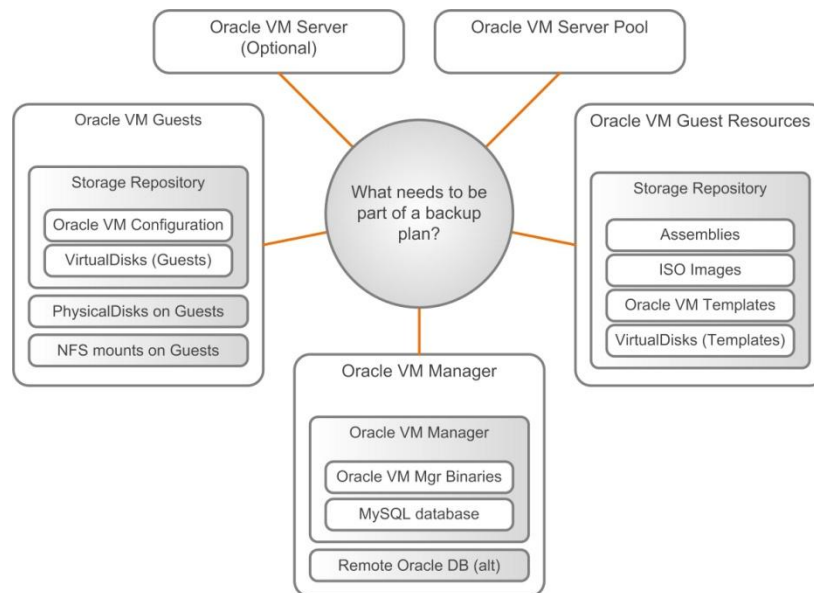 Oracle VM Server
(Optional)
Oracle VM Server Pool
Oracle VM Guests
Storage Repository
Oracle VM Configuration
VirtualDisks (Guests)
PhysicalDisks on Guests
NFS mounts on Guests
What needs to be
part of a backup
plan?
Oracle VM Guest Resources
Storage Repository
Assemblies
ISO Images
Oracle VM Templates
VirtualDisks (Templates)
Oracle VM Manager
Oracle VM Manager
Oracle VM Mgr Binaries
MySQL database
Remote Oracle DB (alt)